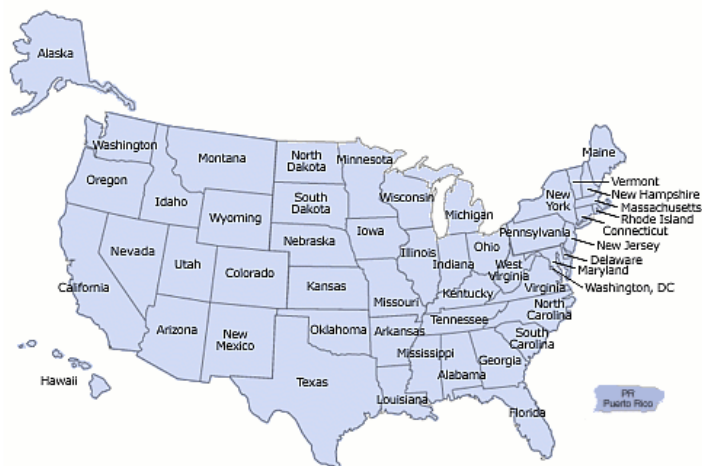 Alaska
Washington
Montana
North
Dakota
Minnesota
Maine
Oregon
Idaho
Wyoming
South
Dakota
Wisconsin
Michigan
New
York
Vermont
New Hampshire
Massachusetts
Rhode Island
Connecticut
Nevada
Utah
Colorado
Nebraska
Iowa
Illinois
Indiana
Ohio
Pennsylvania
New Jersey
Delaware
Maryland
Washington, DC
California
Kansas
Missouri
Kentucky
West
Virginia
Virginia
Arizona
New
Mexico
Oklahoma
Arkansas
Tennessee
North
Carolina
South
Carolina
Hawaii
Texas
Louisiana
Mississippi
Alabama
Georgia
Florida
PR
Puerto Rico